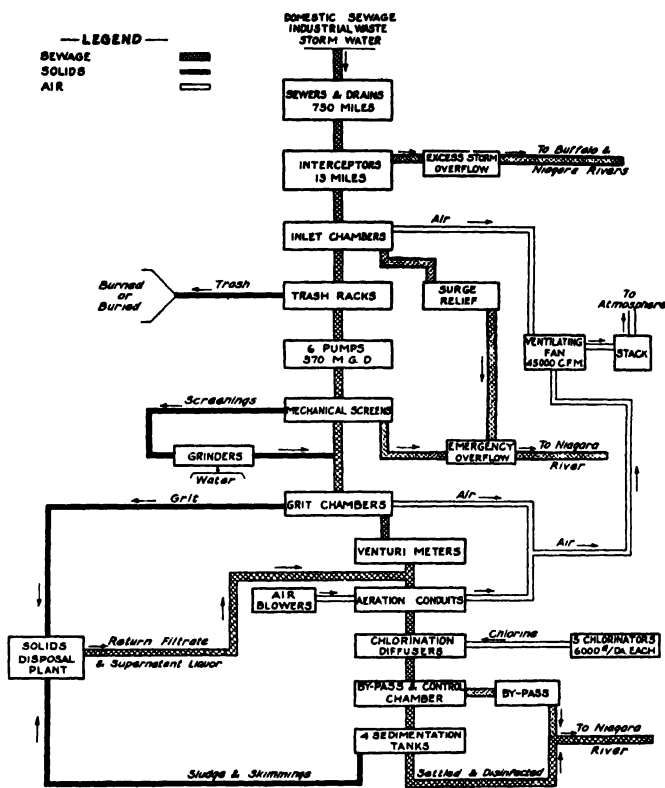 DOMESTIC SEWAGE
INDUSTRIAL WASTE
STORM WATER
— LEGEND —
SEWAGE
SOLIDS
AIR
SEWERS & DRAINS
750 MILES
INTERCEPTORS
13 MILES
EXCESS STORM
OVERFLOW
To Buffalo &
Niagara Rivers
INLET CHAMBERS
Air
Trash
Burned
or
Buried
TRASH RACKS
SURGE
RELIEF
To
Atmosphere
6 PUMPS
570 M. G. D
VENTILATING
FAN
45000 C.F.M.
STACK
Screenings
MECHANICAL SCREENS
GRINDERS
Water
EMERGENCY
OVERFLOW
To Niagara
River
Grit
GRIT CHAMBERS
Air
Air
VENTURI METERS
AIR
BLOWERS
AERATION CONDUITS
SOLIDS
DISPOSAL
PLANT
Return Filtrate
& Supernatant Liquor
CHLORINATION
DIFFUSERS
Chlorine
5 CHLORINATORS
6000 #/DA EACH
BY-PASS & CONTROL
CHAMBER
BY-PASS
4 SEDIMENTATION
TANKS
To Niagara
River
Sludge & Skimmings
Settled & Disinfected